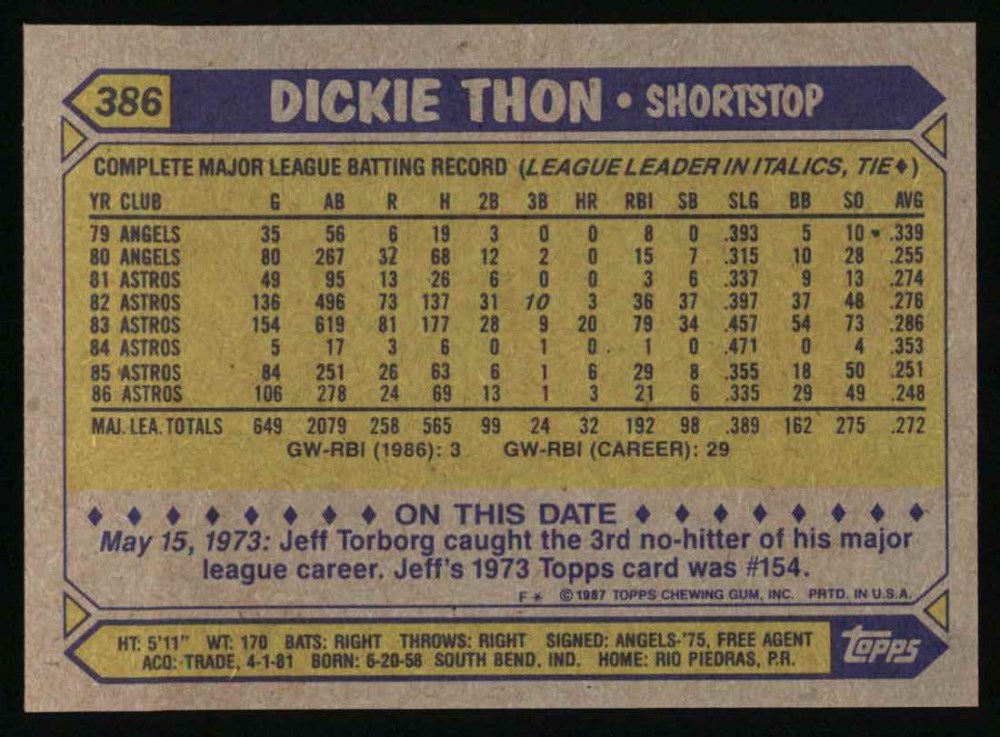 386 DICKIE THON • SHORTSTOP
COMPLETE MAJOR LEAGUE BATTING RECORD (LEAGUE LEADER IN ITALICS, TIE♦)
YR CLUB G AB R H 2B 3B HR RBI SB SLG BB SO AVG
79 ANGELS 35 56 6 19 3 0 0 8 0 .393 5 10 .339
80 ANGELS 80 267 32 68 12 2 0 15 7 .315 10 28 .255
81 ASTROS 49 95 13 26 6 0 0 3 6 .337 9 13 .274
82 ASTROS 136 496 73 137 31 10 3 36 37 .397 37 48 .276
83 ASTROS 154 619 81 177 28 9 20 79 34 .457 54 73 .286
84 ASTROS 5 17 3 6 0 1 0 1 0 .471 0 4 .353
85 ASTROS 84 251 26 63 6 1 6 29 8 .355 18 50 .251
86 ASTROS 106 278 24 69 13 1 3 21 6 .335 29 49 .248
MAJ. LEA. TOTALS 649 2079 258 565 99 24 32 192 98 .389 162 275 .272
GW-RBI (1986): 3 GW-RBI (CAREER): 29
♦ ♦ ♦ ♦ ♦ ♦ ♦ ♦ ON THIS DATE ♦ ♦ ♦ ♦ ♦ ♦ ♦ ♦
May 15, 1973: Jeff Torborg caught the 3rd no-hitter of his major
league career. Jeff's 1973 Topps card was #154.
F * © 1987 TOPPS CHEWING GUM, INC. PRTD. IN U.S.A.
HT: 5'11" WT: 170 BATS: RIGHT THROWS: RIGHT SIGNED: ANGELS-'75, FREE AGENT
ACQ: TRADE, 4-1-81 BORN: 6-20-58 SOUTH BEND, IND. HOME: RIO PIEDRAS, P.R.
topps